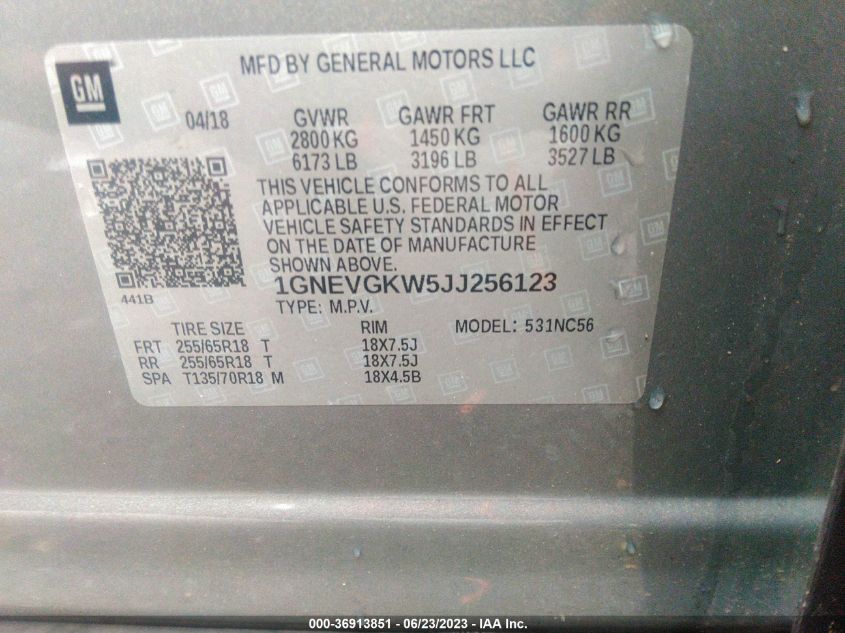 MFD BY GENERAL MOTORS LLC
GM
04/18 GVWR GAWR FRT GAWR RR
2800 KG 1450 KG 1600 KG
6173 LB 3196 LB 3527 LB
THIS VEHICLE CONFORMS TO ALL
APPLICABLE U.S. FEDERAL MOTOR
VEHICLE SAFETY STANDARDS IN EFFECT
ON THE DATE OF MANUFACTURE
SHOWN ABOVE.
441B
1GNEVGKW5JJ256123
TYPE: M.P.V.
TIRE SIZE RIM MODEL: 531NC56
FRT 255/65R18 T 18X7.5J
RR 255/65R18 T 18X7.5J
SPA T135/70R18 M 18X4.5B
000-36913851 - 06/23/2023 - IAA Inc.